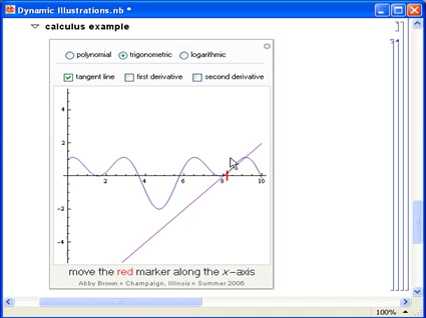 Dynamic Illustrations.nb *
calculus example
polynomial trigonometric logarithmic
tangent line first derivative second derivative
4
2
2 4 6 8 10
-2
-4
move the red marker along the x-axis
Abby Brown ◇ Champaign, Illinois ◇ Summer 2006
100%